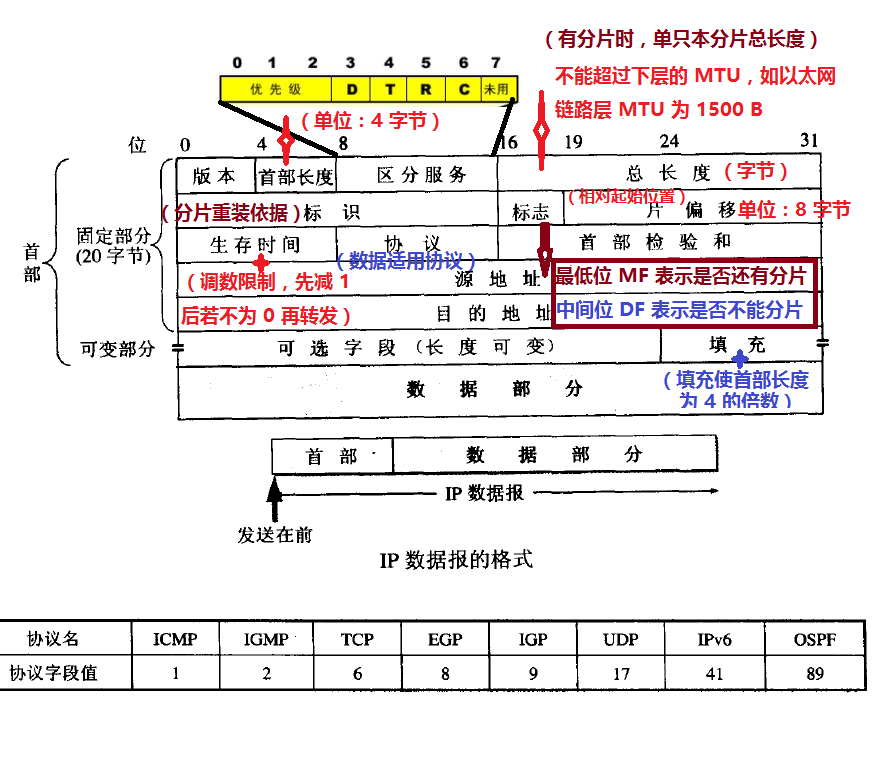 （有分片时，单只本分片总长度）
0 1 2 3 4 5 6 7
不能超过下层的 MTU，如以太网
优先级 D T R C 未用
链路层 MTU 为 1500 B
（单位：4 字节）
位 0 4 8 16 19 24 31
版本 首部长度 区分服务 总长度（字节）
（相对起始位置）
（分片重装依据）标识 标志 片偏移 单位：8 字节
首部
固定部分
(20 字节)
生存时间 协议 首部检验和
（数据适用协议）
（调数限制，先减 1 源地址 最低位 MF 表示是否还有分片
后若不为 0 再转发） 目的地址 中间位 DF 表示是否不能分片
可变部分 可选字段（长度可变） 填充
（填充使首部长度
为 4 的倍数）
数据部分
首部 数据部分
IP 数据报
发送在前
IP 数据报的格式
协议名 ICMP IGMP TCP EGP IGP UDP IPv6 OSPF
协议字段值 1 2 6 8 9 17 41 89